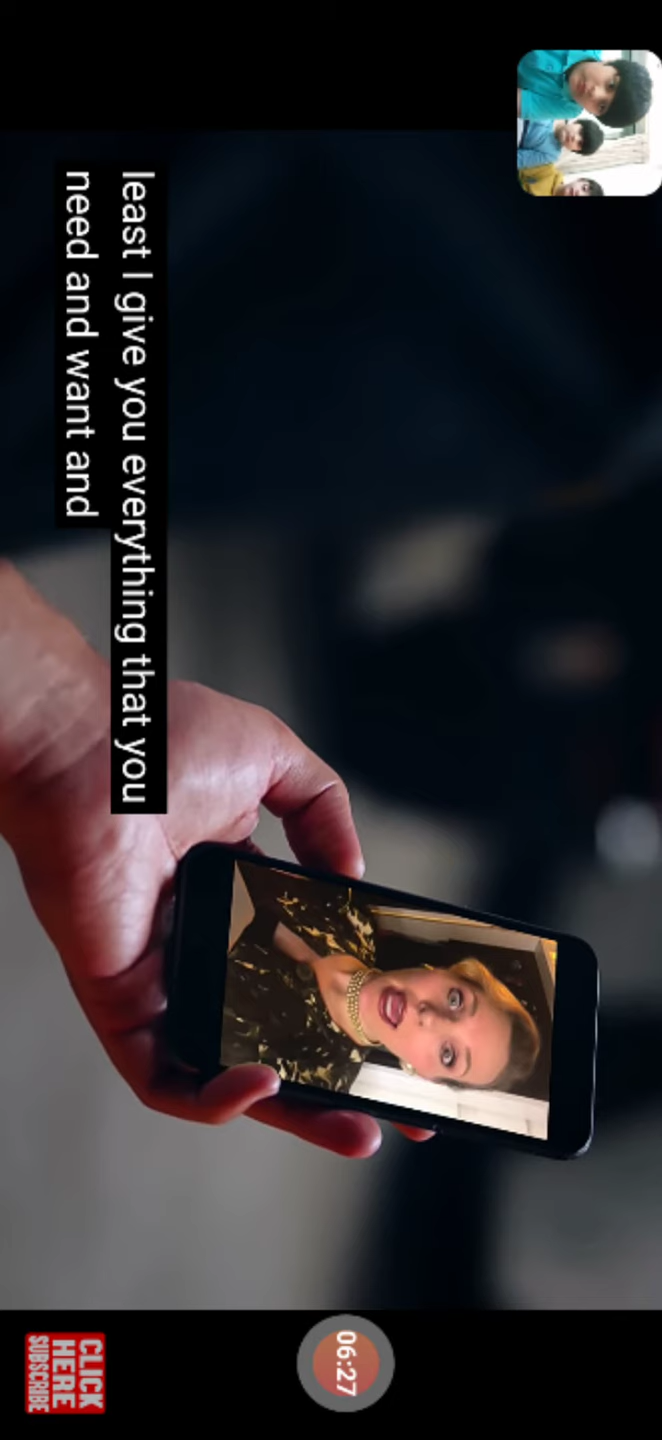 least I give you everything that you
need and want and
06:27
CLICK
HERE
SUBSCRIBE